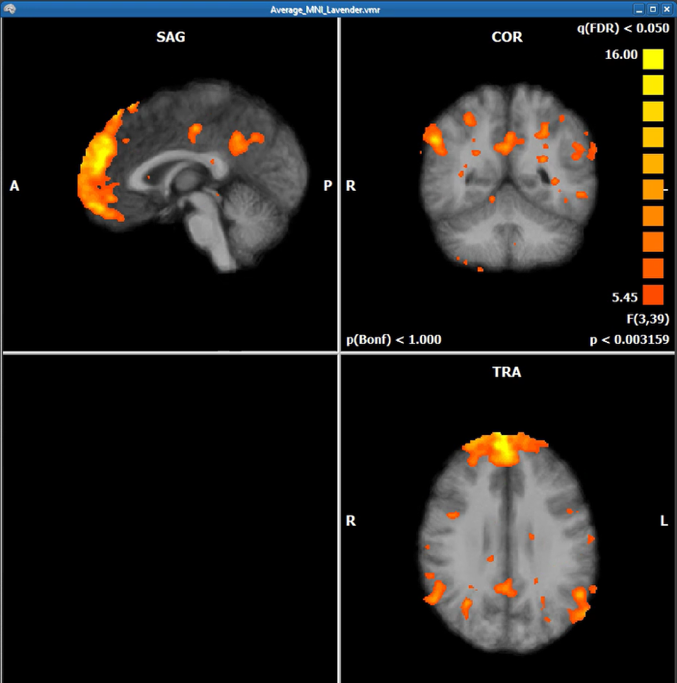 Average_MNI_Lavender.vmr
SAG
A
P
COR
q(FDR) < 0.050
16.00
R
L
5.45
F(3,39)
p(Bonf) < 1.000
p < 0.003159
TRA
R
L